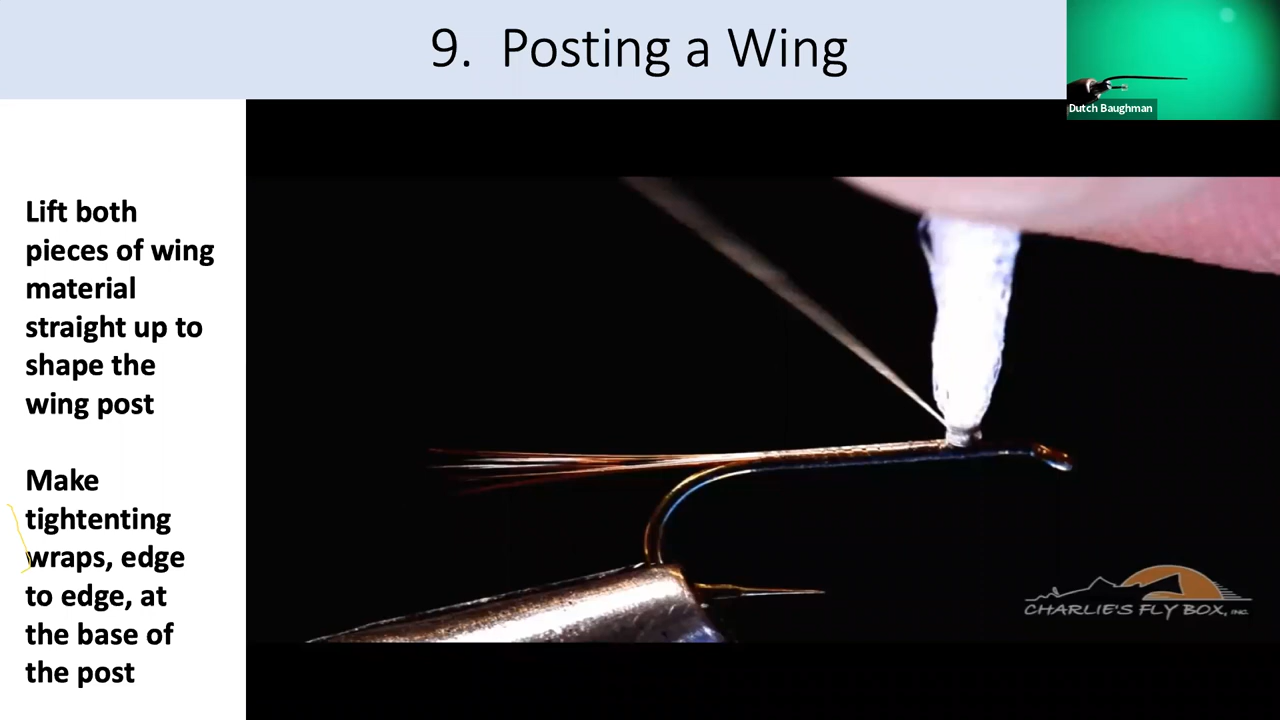 9. Posting a Wing
Dutch Baughman
Lift both
pieces of wing
material
straight up to
shape the
wing post
Make
tightenting
wraps, edge
to edge, at
the base of
the post
CHARLIE'S FLY BOX, INC.